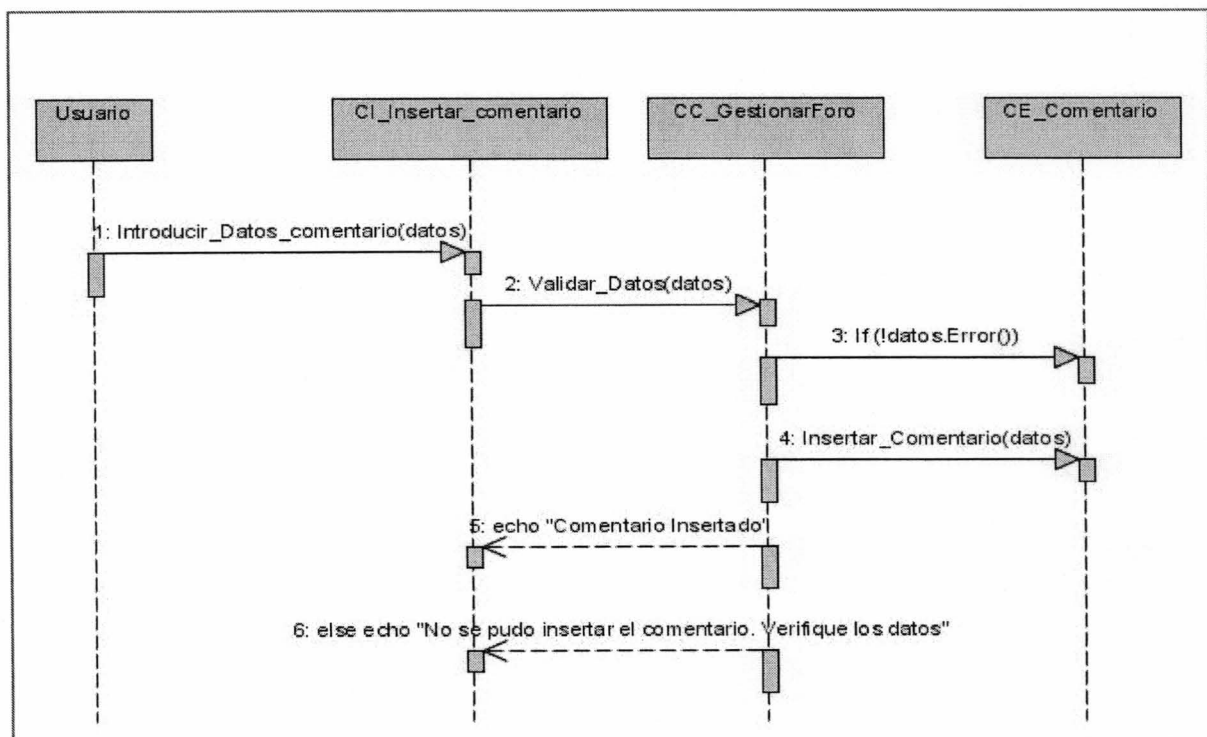 Usuario
CI_Insertar_comentario
CC_GestionarForo
CE_Comentario
1: Introducir_Datos_comentario(datos)
2: Validar_Datos(datos)
3: If (!datos.Error())
4: Insertar_Comentario(datos)
5: echo "Comentario Insertado"
6: else echo "No se pudo insertar el comentario. Verifique los datos"